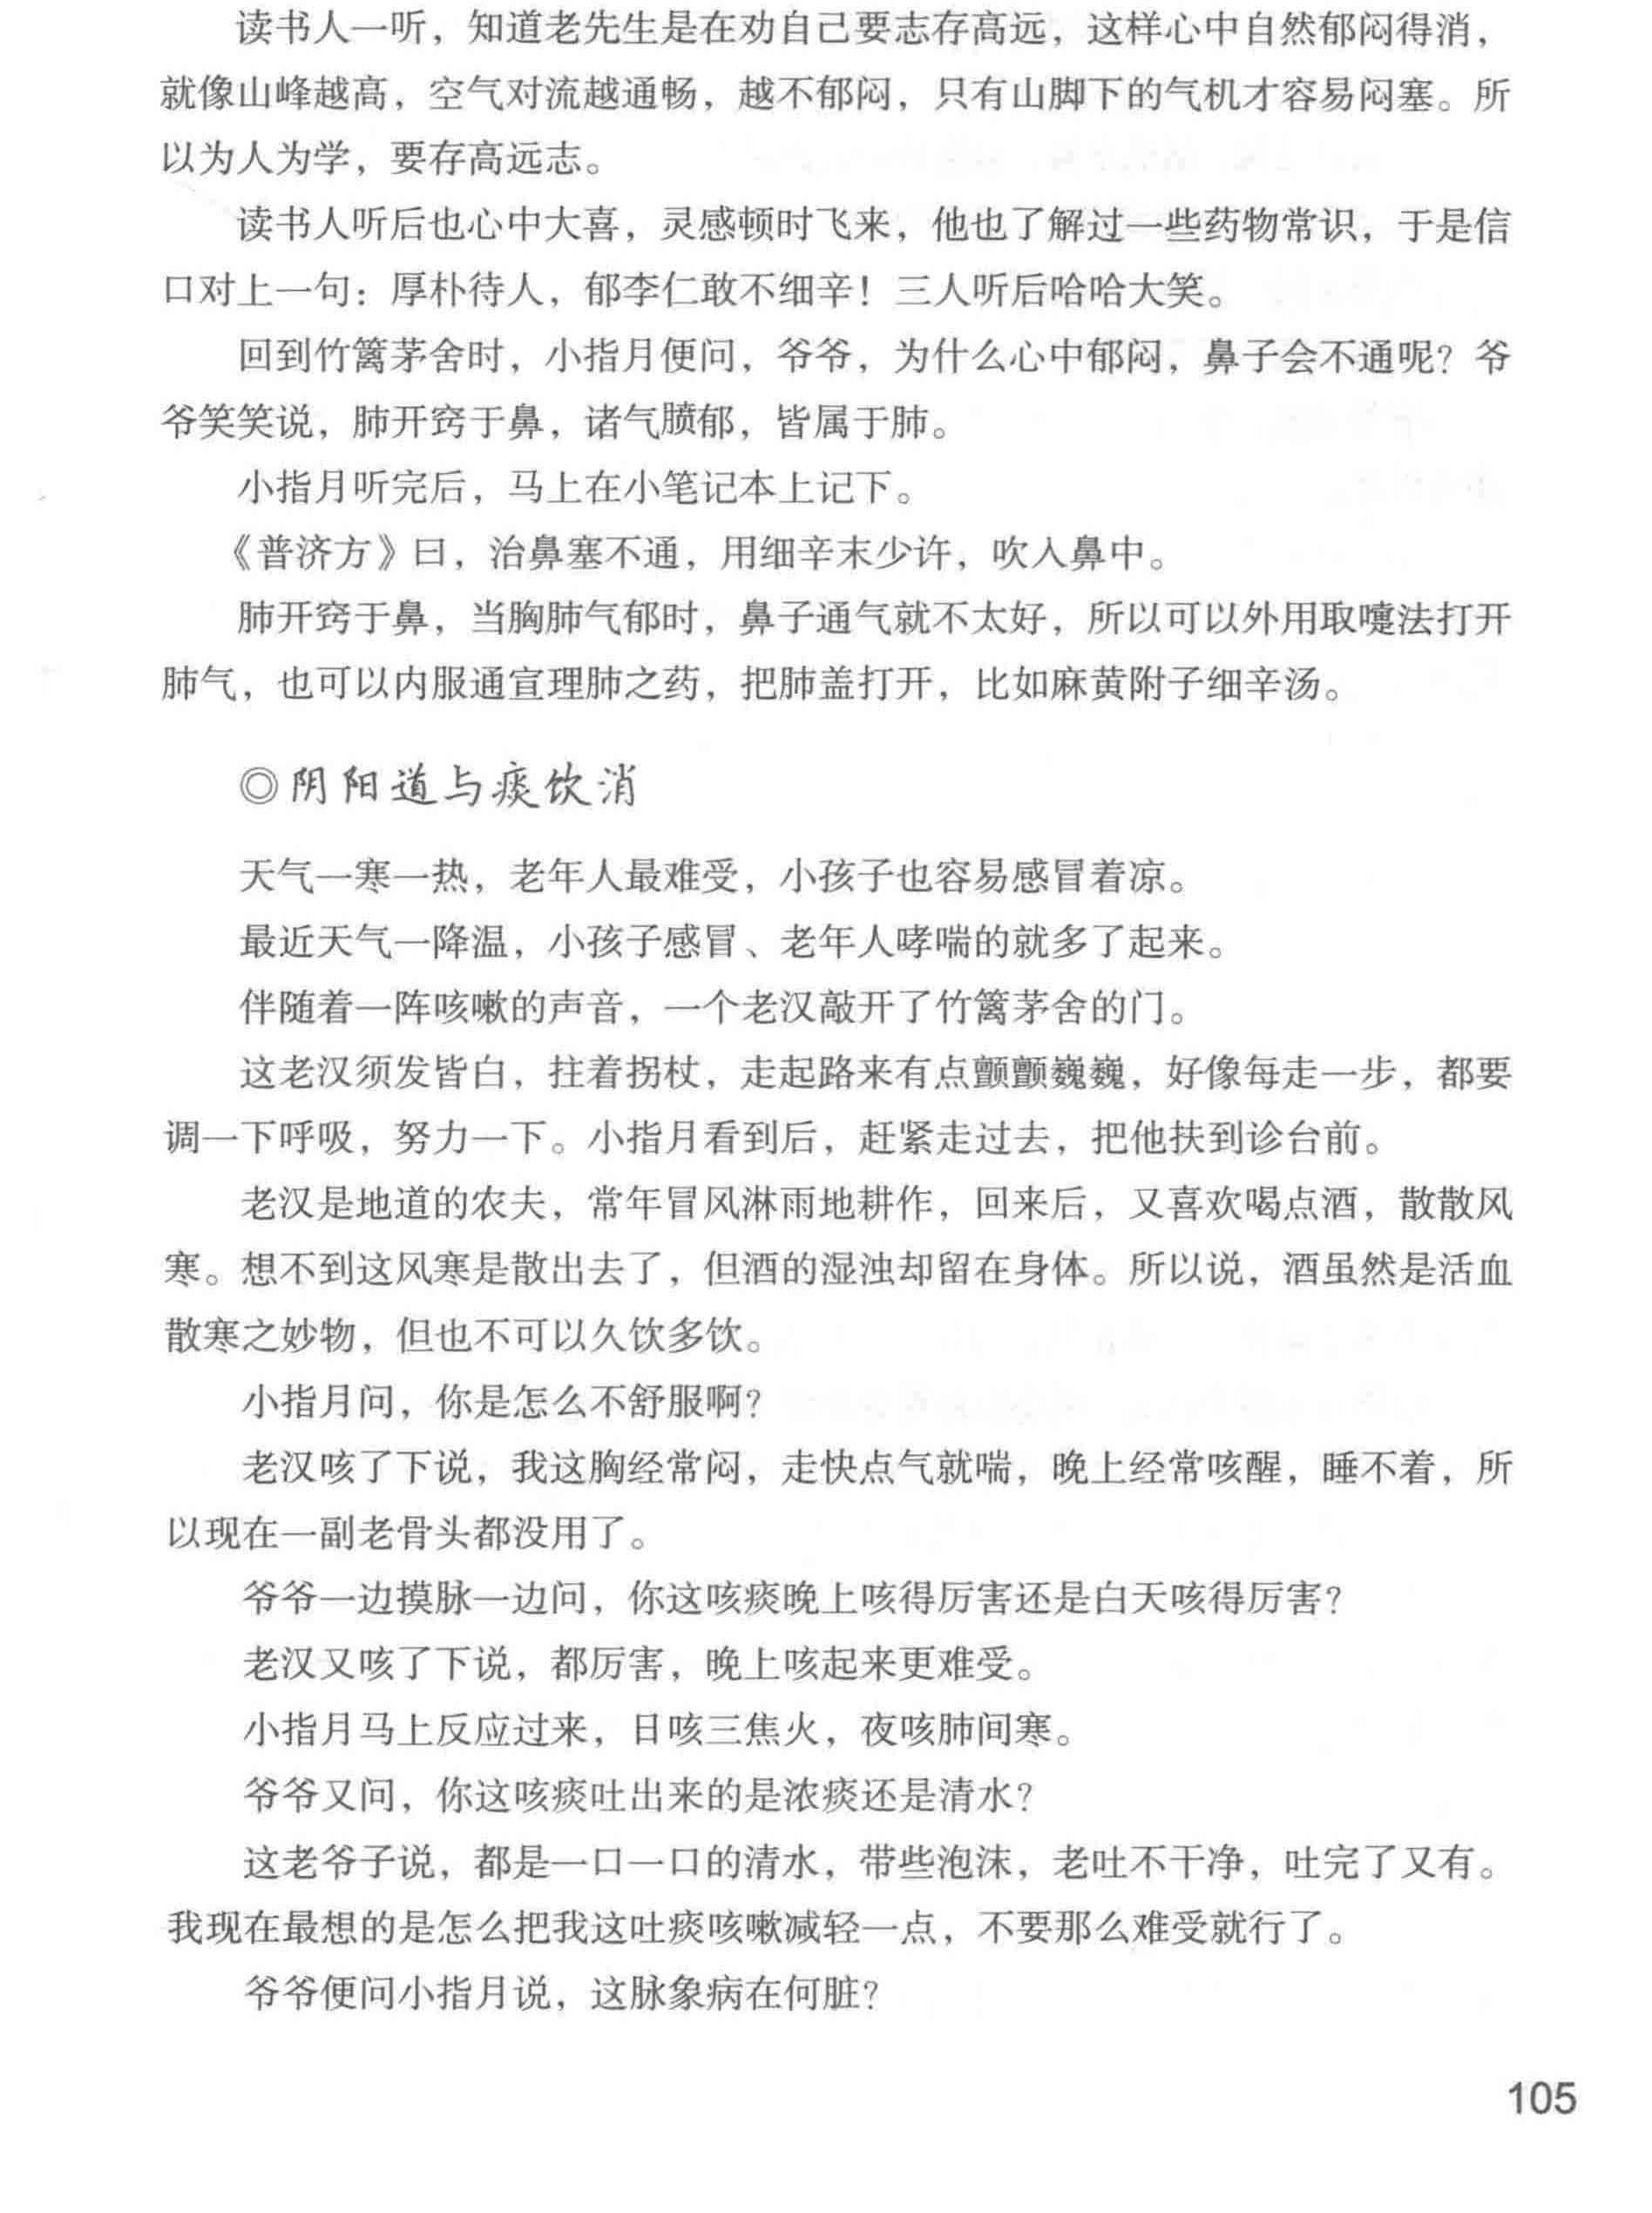 读书人一听，知道老先生是在劝自己要志存高远，这样心中自然郁闷得消，
就像山峰越高，空气对流越通畅，越不郁闷，只有山脚下的气机才容易闷塞。所
以为人为学，要存高远志。
读书人听后也心中大喜，灵感顿时飞来，他也了解过一些药物常识，于是信
口对上一句：厚朴待人，郁李仁敢不细辛！三人听后哈哈大笑。
回到竹篱茅舍时，小指月便问，爷爷，为什么心中郁闷，鼻子会不通呢？爷
爷笑笑说，肺开窍于鼻，诸气膹郁，皆属于肺。
小指月听完后，马上在小笔记本上记下。
《普济方》曰，治鼻塞不通，用细辛末少许，吹入鼻中。
肺开窍于鼻，当胸肺气郁时，鼻子通气就不太好，所以可以外用取嚏法打开
肺气，也可以内服通宣理肺之药，把肺盖打开，比如麻黄附子细辛汤。
◎阴阳道与痰饮消
天气一寒一热，老年人最难受，小孩子也容易感冒着凉。
最近天气一降温，小孩子感冒、老年人哮喘的就多了起来。
伴随着一阵咳嗽的声音，一个老汉敲开了竹篱茅舍的门。
这老汉须发皆白，拄着拐杖，走起路来有点颤颤巍巍，好像每走一步，都要
调一下呼吸，努力一下。小指月看到后，赶紧走过去，把他扶到诊台前。
老汉是地道的农夫，常年冒风淋雨地耕作，回来后，又喜欢喝点酒，散散风
寒。想不到这风寒是散出去了，但酒的湿浊却留在身体。所以说，酒虽然是活血
散寒之妙物，但也不可以久饮多饮。
小指月问，你是怎么不舒服啊？
老汉咳了下说，我这胸经常闷，走快点气就喘，晚上经常咳醒，睡不着，所
以现在一副老骨头都没用了。
爷爷一边摸脉一边问，你这咳痰晚上咳得厉害还是白天咳得厉害？
老汉又咳了下说，都厉害，晚上咳起来更难受。
小指月马上反应过来，日咳三焦火，夜咳肺间寒。
爷爷又问，你这咳痰吐出来的是浓痰还是清水？
这老爷子说，都是一口一口的清水，带些泡沫，老吐不干净，吐完了又有。
我现在最想的是怎么把我这吐痰咳嗽减轻一点，不要那么难受就行了。
爷爷便问小指月说，这脉象病在何脏？
105